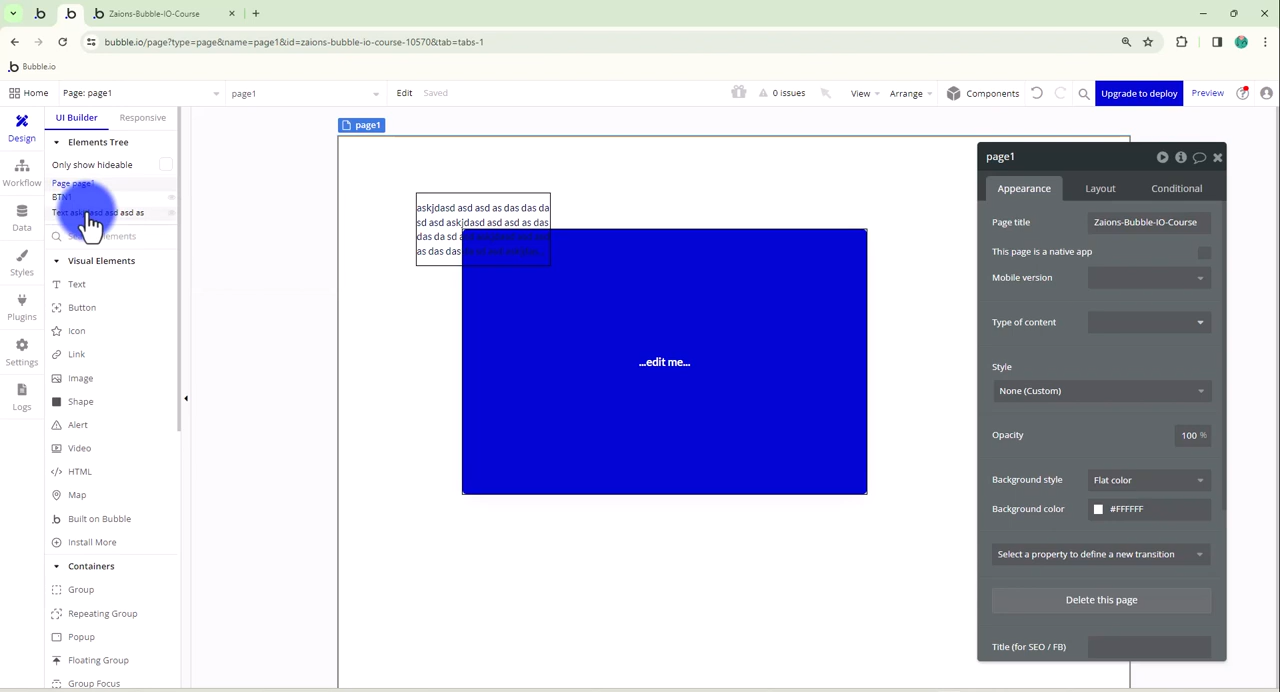 Zaions-Bubble-IO-Course
bubble.io/page?type=page&name=page1&id=zaions-bubble-io-course-10570&tab=tabs-1
Bubble.io
Home
Page: page1
page1
Edit
Saved
0 issues
View
Arrange
Components
Upgrade to deploy
Preview
Design
Workflow
Data
Styles
Plugins
Settings
Logs
UI Builder
Responsive
Elements Tree
Only show hideable
Page page1
BTN1
Text askjdasd asd asd as
Visual Elements
Text
Button
Icon
Link
Image
Shape
Alert
Video
HTML
Map
Built on Bubble
Install More
Containers
Group
Repeating Group
Popup
Floating Group
Group Focus
page1
askjdasd asd asd as das das da
sd asd askjdasd asd asd as das
das da sd
as das das
...edit me...
page1
Appearance
Layout
Conditional
Page title
Zaions-Bubble-IO-Course
This page is a native app
Mobile version
Type of content
Style
None (Custom)
Opacity
100 %
Background style
Flat color
Background color
#FFFFFF
Select a property to define a new transition
Delete this page
Title (for SEO / FB)